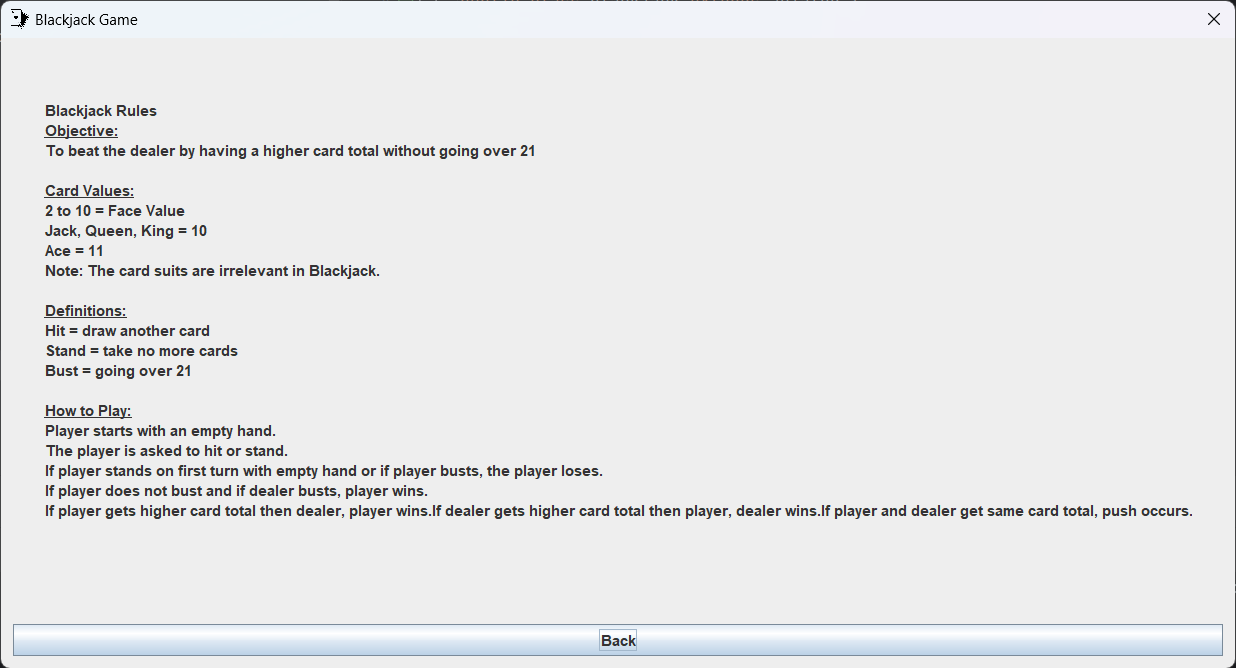 Blackjack Game
Blackjack Rules
Objective:
To beat the dealer by having a higher card total without going over 21
Card Values:
2 to 10 = Face Value
Jack, Queen, King = 10
Ace = 11
Note: The card suits are irrelevant in Blackjack.
Definitions:
Hit = draw another card
Stand = take no more cards
Bust = going over 21
How to Play:
Player starts with an empty hand.
The player is asked to hit or stand.
If player stands on first turn with empty hand or if player busts, the player loses.
If player does not bust and if dealer busts, player wins.
If player gets higher card total then dealer, player wins.If dealer gets higher card total then player, dealer wins.If player and dealer get same card total, push occurs.
Back